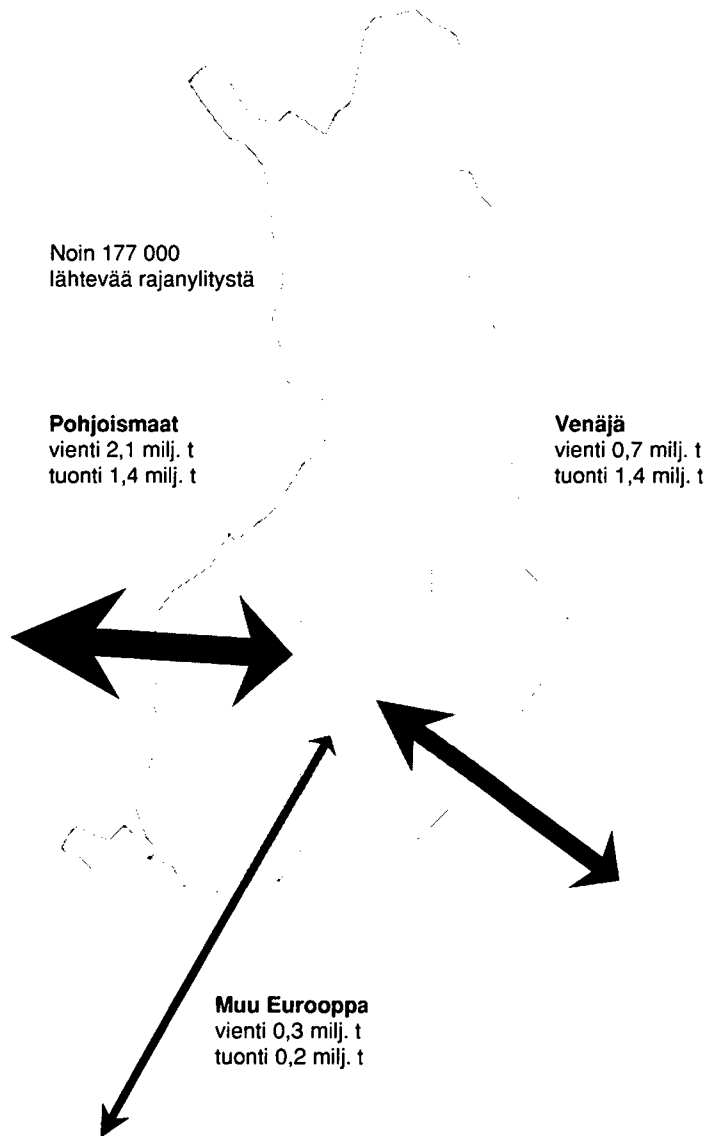 Noin 177 000
lähtevää rajanylitystä
Pohjoismaat
vienti 2,1 milj. t
tuonti 1,4 milj. t
Venäjä
vienti 0,7 milj. t
tuonti 1,4 milj. t
Muu Eurooppa
vienti 0,3 milj. t
tuonti 0,2 milj. t